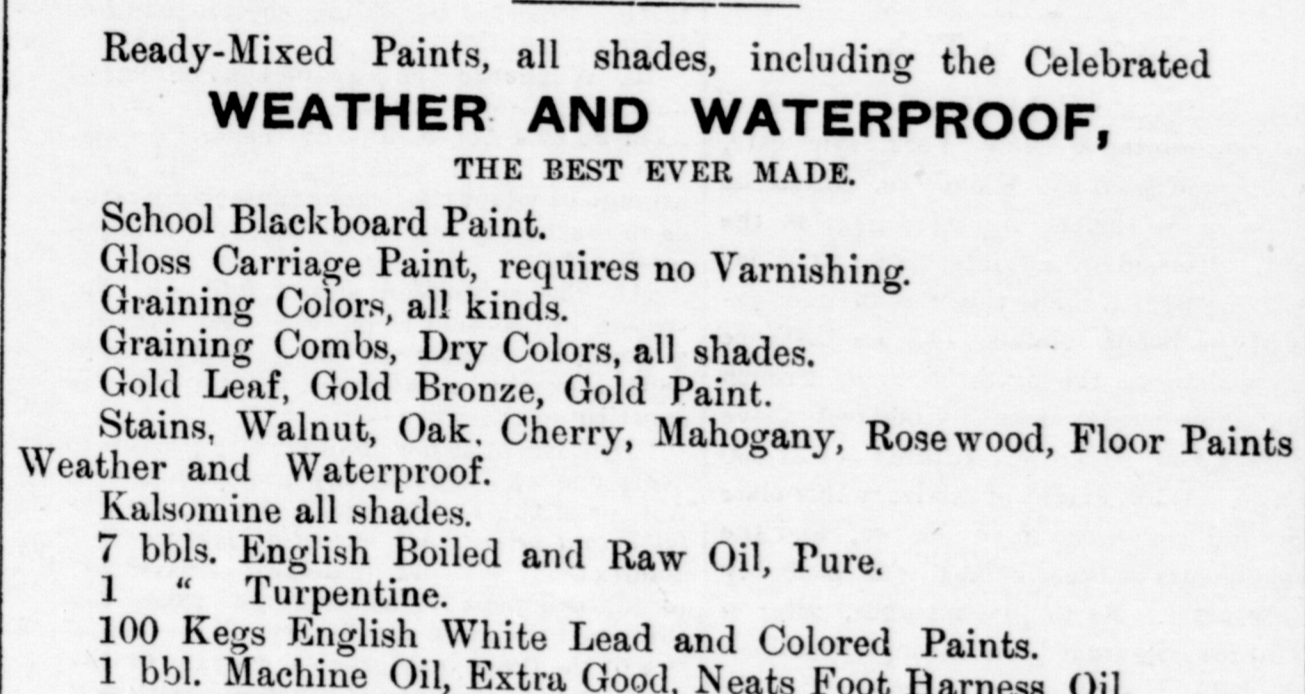 Ready-Mixed Paints, all shades, including the Celebrated
WEATHER AND WATERPROOF,
THE BEST EVER MADE.
School Blackboard Paint.
Gloss Carriage Paint, requires no Varnishing.
Graining Colors, all kinds.
Graining Combs, Dry Colors, all shades.
Gold Leaf, Gold Bronze, Gold Paint.
Stains, Walnut, Oak. Cherry, Mahogany, Rosewood, Floor Paints
Weather and Waterproof.
Kalsomine all shades.
7 bbls. English Boiled and Raw Oil, Pure.
1 “ Turpentine.
100 Kegs English White Lead and Colored Paints.
1 bbl. Machine Oil, Extra Good, Neats Foot Harness Oil